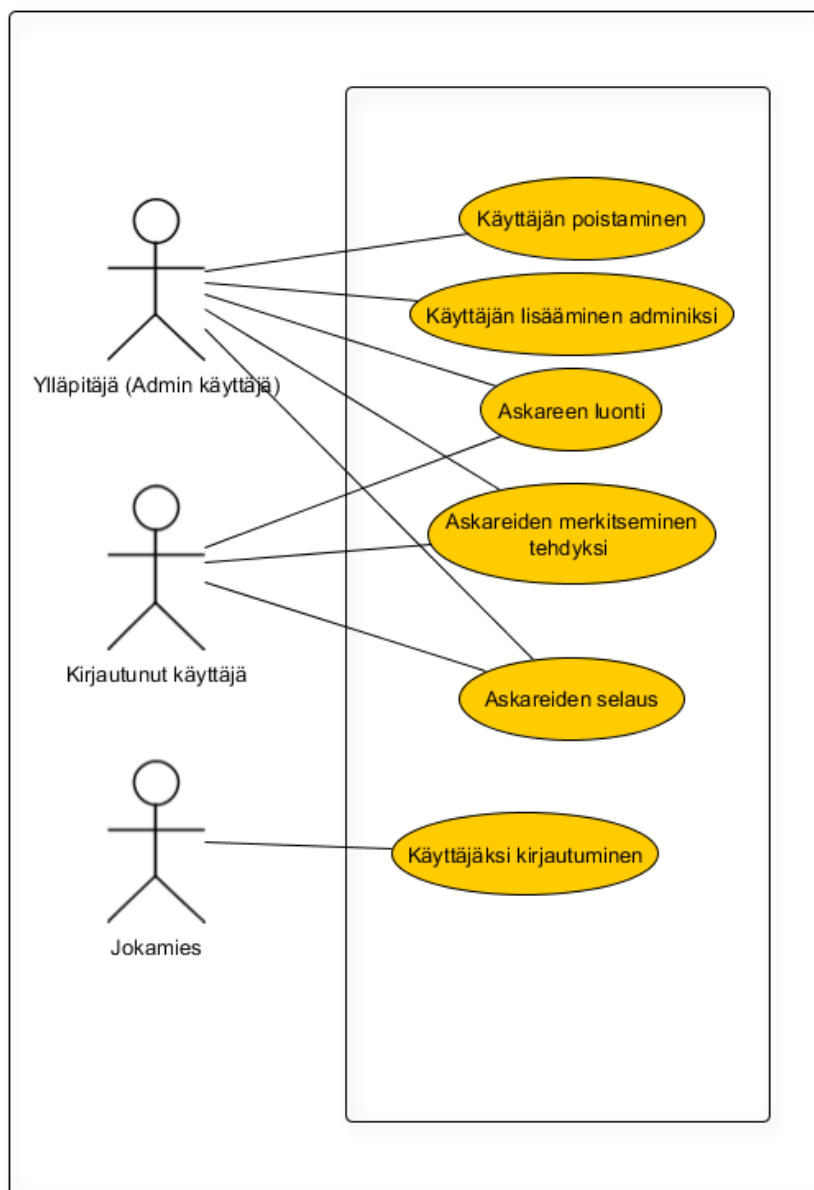 Käyttäjän poistaminen
Käyttäjän lisääminen adminiksi
Ylläpitäjä (Admin käyttäjä)
Askareen luonti
Askareiden merkitseminen
tehdyksi
Kirjautunut käyttäjä
Askareiden selaus
Käyttäjäksi kirjautuminen
Jokamies